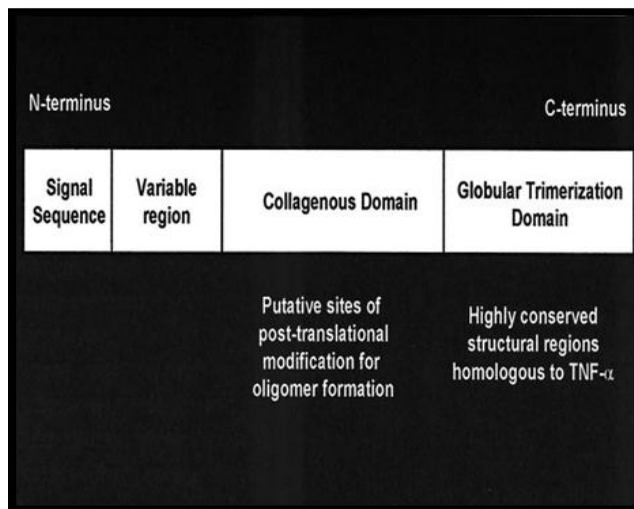 N-terminus
C-terminus
Signal
Sequence
Variable
region
Collagenous Domain
Globular Trimerization
Domain
Putative sites of
post-translational
modification for
oligomer formation
Highly conserved
structural regions
homologous to TNF-α